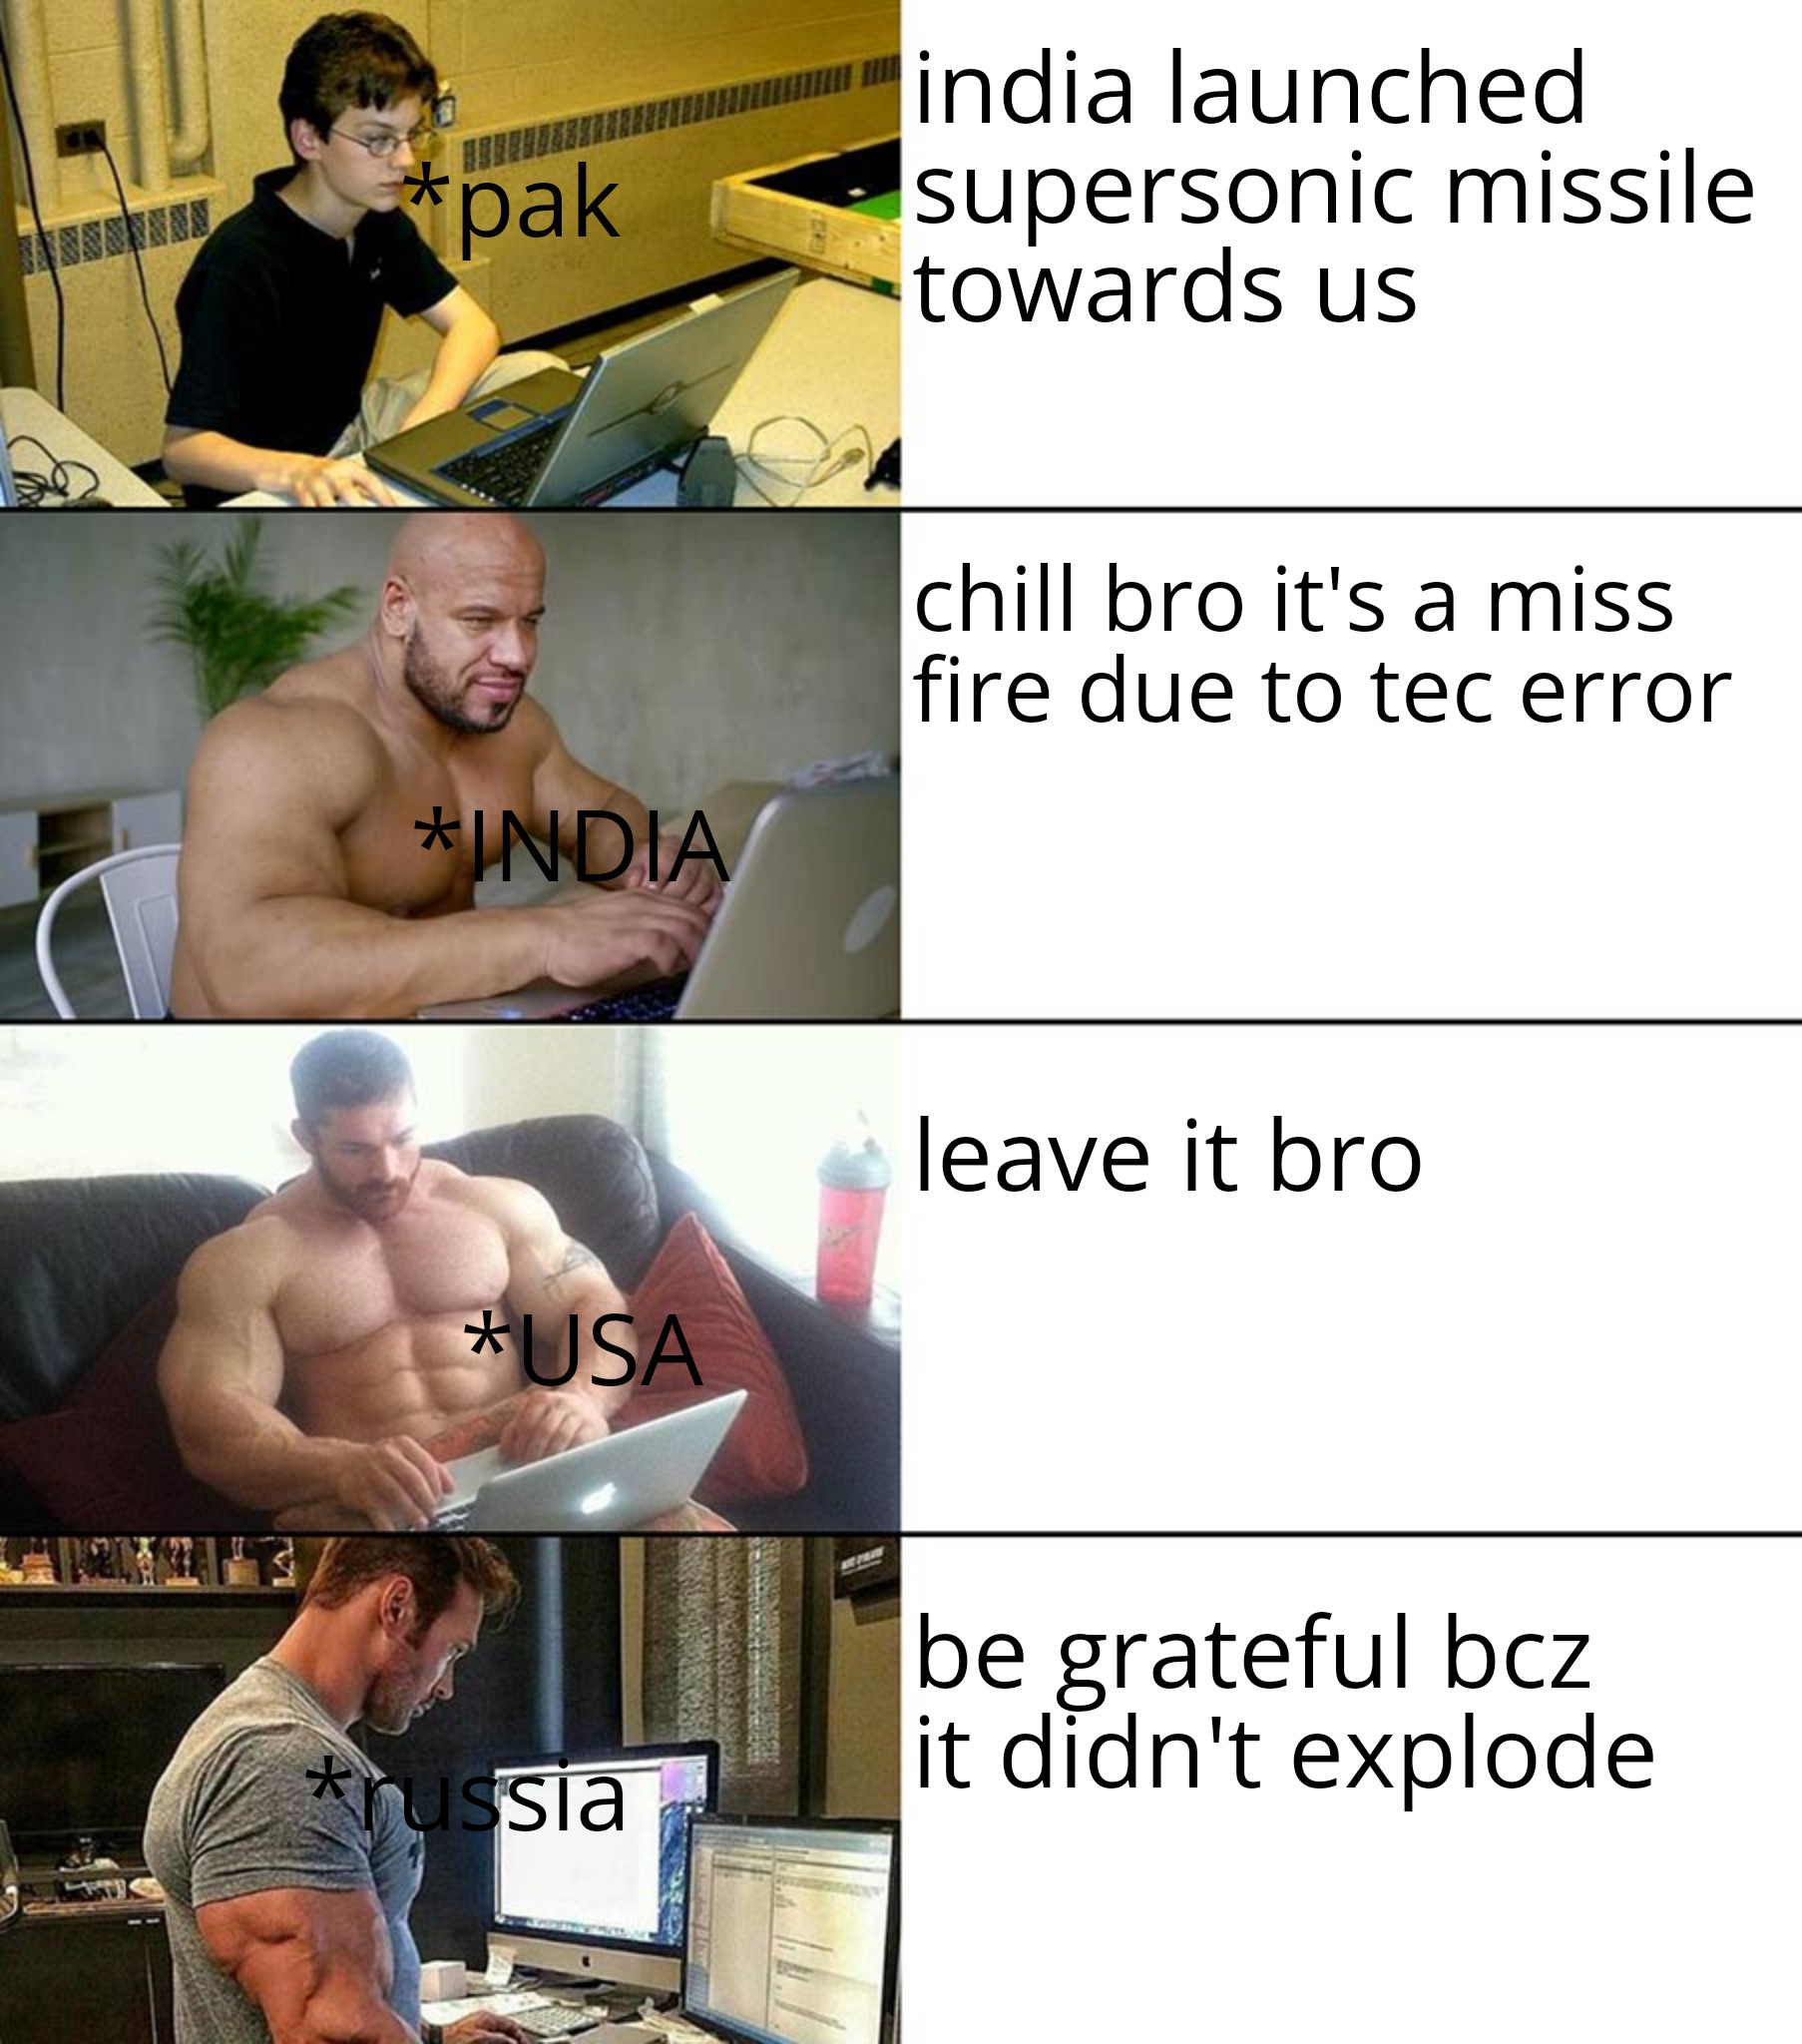 india launched
supersonic missile
towards us
*pak
chill bro it's a miss
fire due to tec error
*INDIA
leave it bro
*USA
be grateful bcz
it didn't explode
*russia